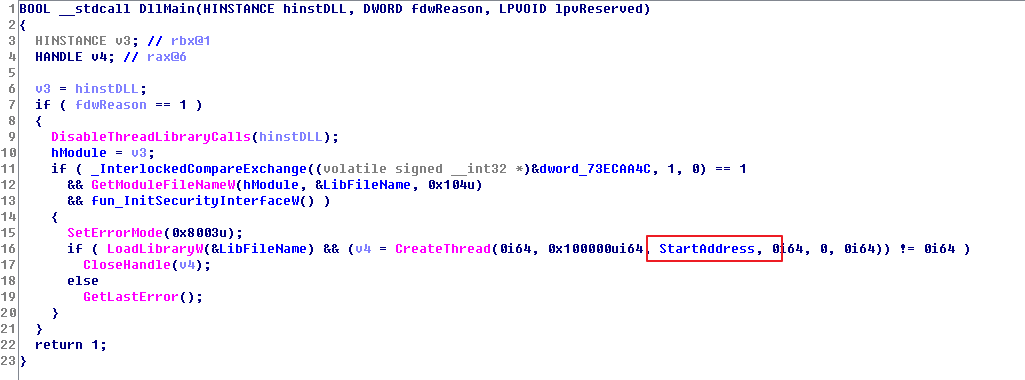 1 BOOL __stdcall DllMain(HINSTANCE hinstDLL, DWORD fdwReason, LPVOID lpvReserved)
2 {
3   HINSTANCE v3; // rbx@1
4   HANDLE v4; // rax@6
5
6   v3 = hinstDLL;
7   if ( fdwReason == 1 )
8   {
9     DisableThreadLibraryCalls(hinstDLL);
10     hModule = v3;
11     if ( _InterlockedCompareExchange((volatile signed __int32 *)&dword_73ECAA4C, 1, 0) == 1
12       && GetModuleFileNameW(hModule, &LibFileName, 0x104u)
13       && fun_InitSecurityInterfaceW() )
14     {
15       SetErrorMode(0x8003u);
16       if ( LoadLibraryW(&LibFileName) && (v4 = CreateThread(0i64, 0x100000ui64, StartAddress, 0i64, 0, 0i64)) != 0i64 )
17         CloseHandle(v4);
18       else
19         GetLastError();
20     }
21   }
22   return 1;
23 }